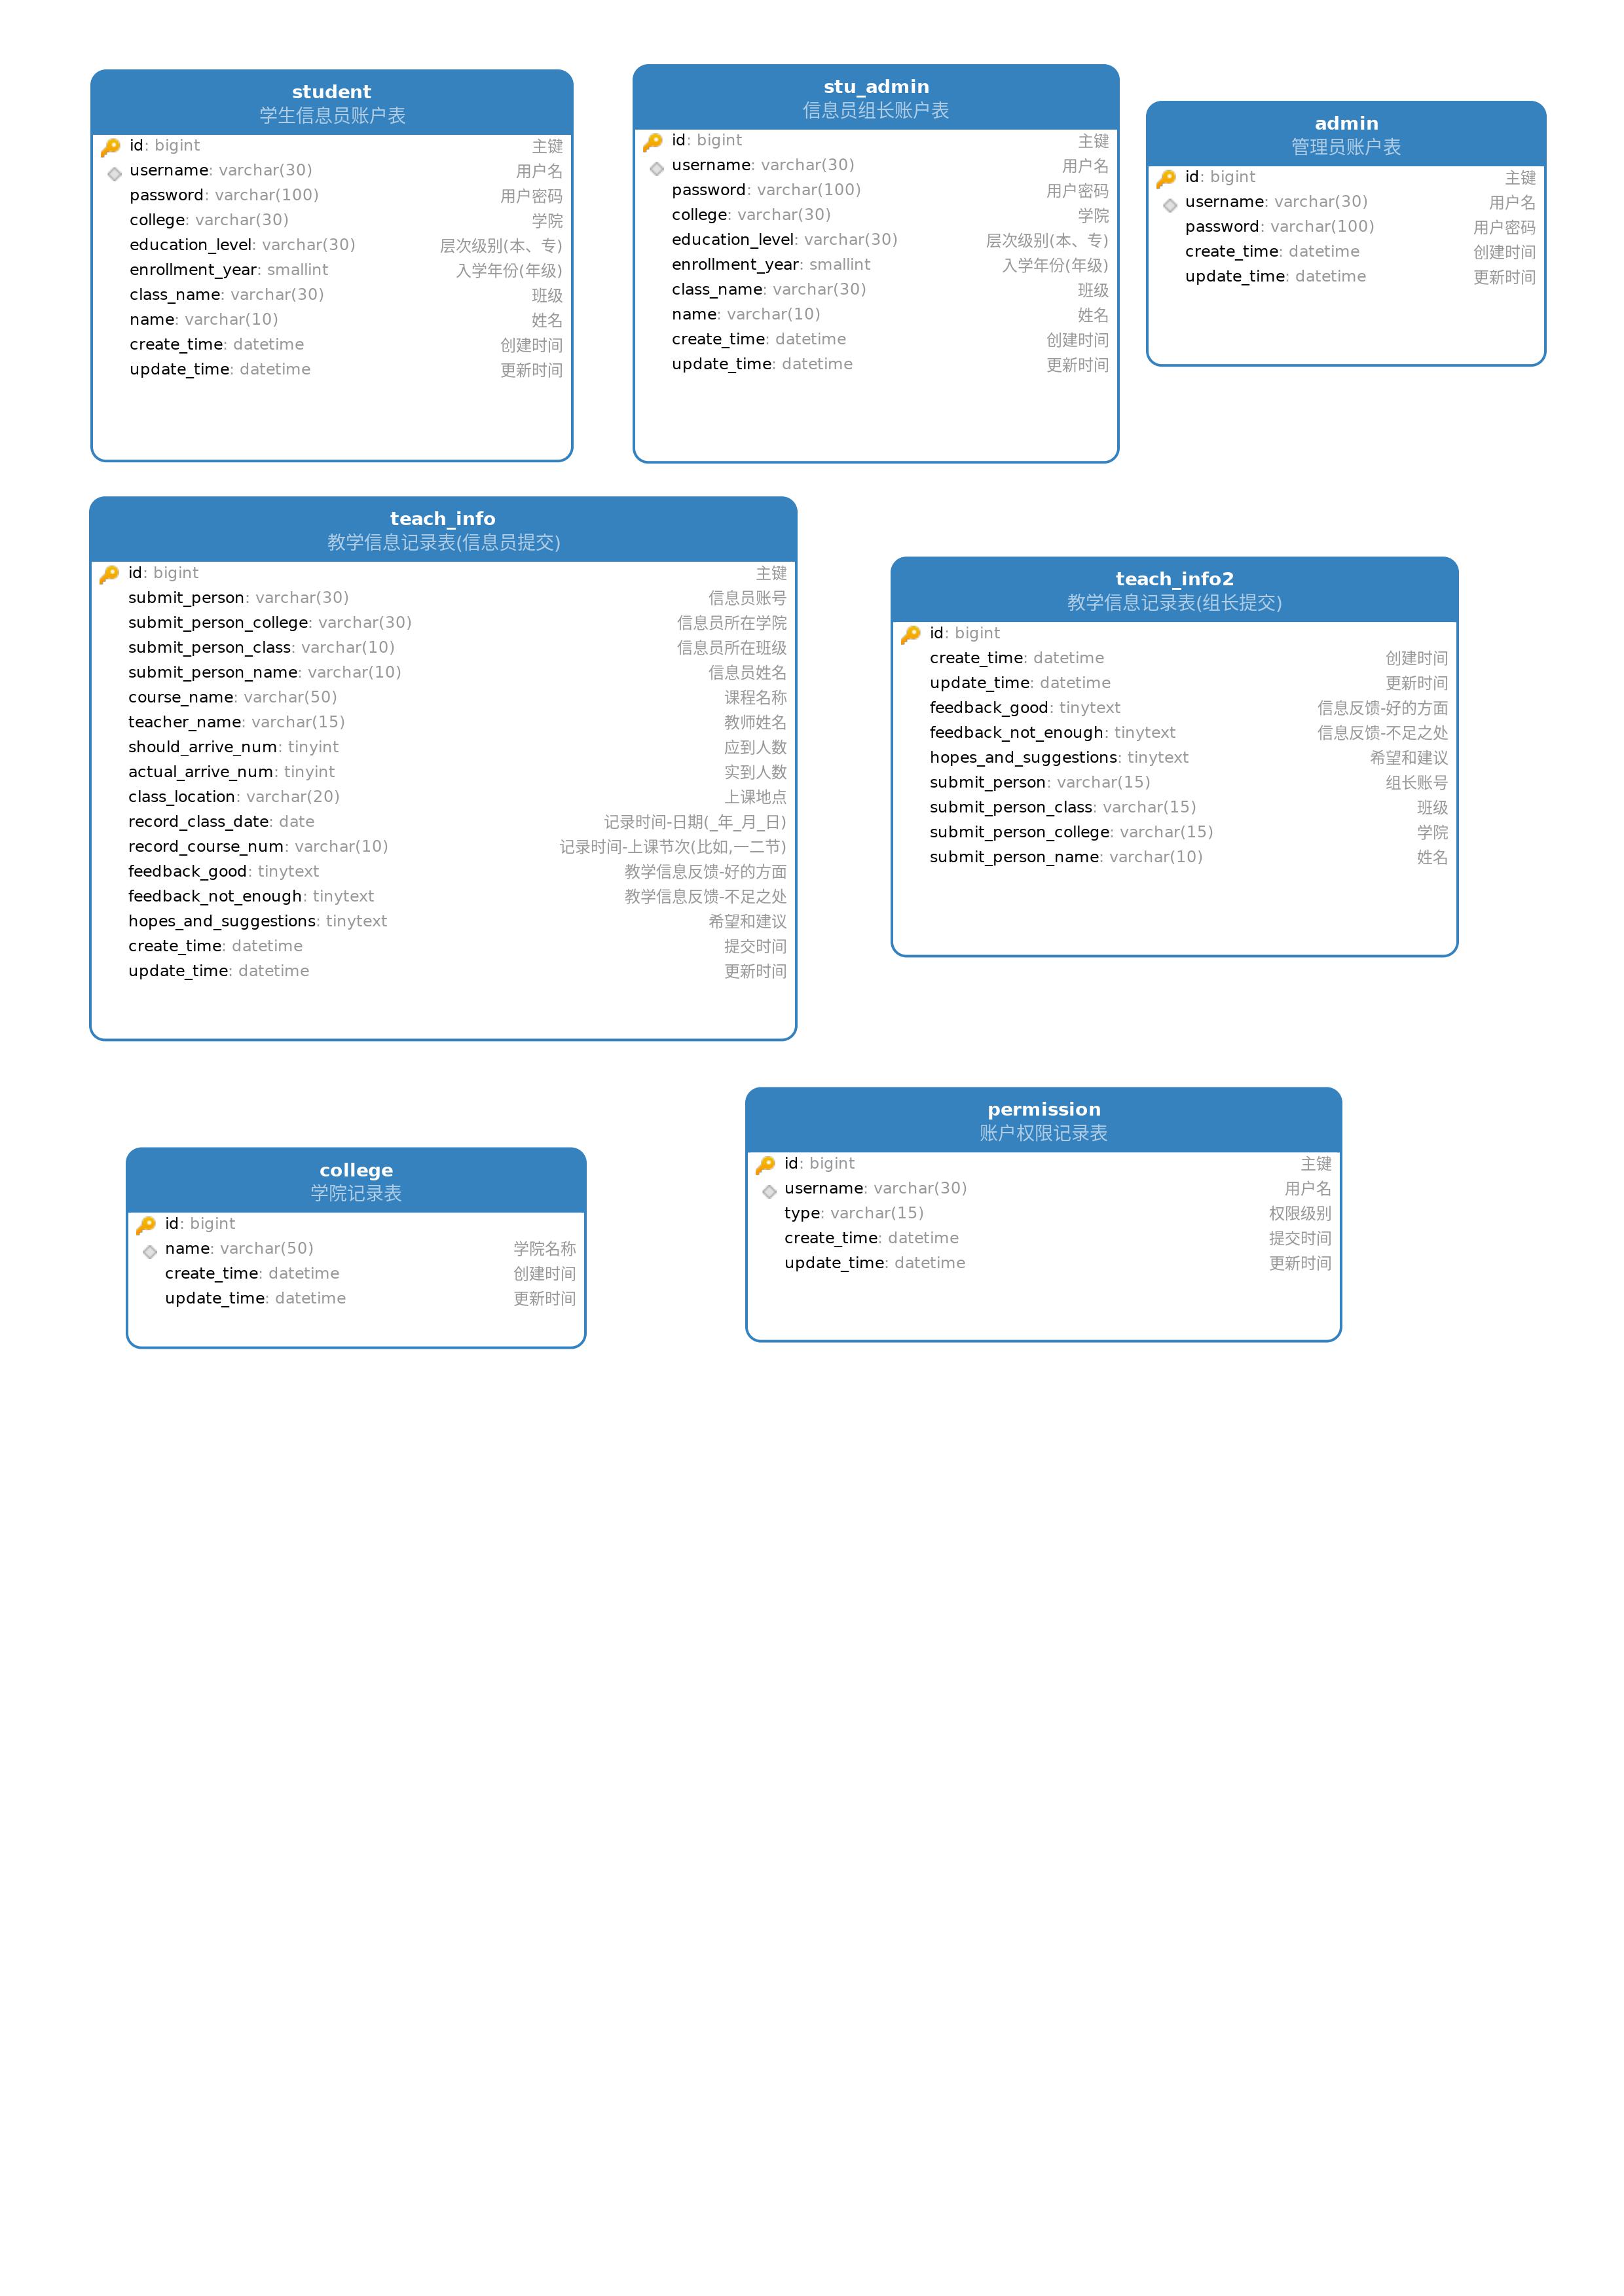 student
学生信息员账户表
id: bigint 主键
username: varchar(30) 用户名
password: varchar(100) 用户密码
college: varchar(30) 学院
education_level: varchar(30) 层次级别(本、专)
enrollment_year: smallint 入学年份(年级)
class_name: varchar(30) 班级
name: varchar(10) 姓名
create_time: datetime 创建时间
update_time: datetime 更新时间
stu_admin
信息员组长账户表
id: bigint 主键
username: varchar(30) 用户名
password: varchar(100) 用户密码
college: varchar(30) 学院
education_level: varchar(30) 层次级别(本、专)
enrollment_year: smallint 入学年份(年级)
class_name: varchar(30) 班级
name: varchar(10) 姓名
create_time: datetime 创建时间
update_time: datetime 更新时间
admin
管理员账户表
id: bigint 主键
username: varchar(30) 用户名
password: varchar(100) 用户密码
create_time: datetime 创建时间
update_time: datetime 更新时间
teach_info
教学信息记录表(信息员提交)
id: bigint 主键
submit_person: varchar(30) 信息员账号
submit_person_college: varchar(30) 信息员所在学院
submit_person_class: varchar(10) 信息员所在班级
submit_person_name: varchar(10) 信息员姓名
course_name: varchar(50) 课程名称
teacher_name: varchar(15) 教师姓名
should_arrive_num: tinyint 应到人数
actual_arrive_num: tinyint 实到人数
class_location: varchar(20) 上课地点
record_class_date: date 记录时间-日期(_年_月_日)
record_course_num: varchar(10) 记录时间-上课节次(比如,一二节)
feedback_good: tinytext 教学信息反馈-好的方面
feedback_not_enough: tinytext 教学信息反馈-不足之处
hopes_and_suggestions: tinytext 希望和建议
create_time: datetime 提交时间
update_time: datetime 更新时间
teach_info2
教学信息记录表(组长提交)
id: bigint
create_time: datetime 创建时间
update_time: datetime 更新时间
feedback_good: tinytext 信息反馈-好的方面
feedback_not_enough: tinytext 信息反馈-不足之处
hopes_and_suggestions: tinytext 希望和建议
submit_person: varchar(15) 组长账号
submit_person_class: varchar(15) 班级
submit_person_college: varchar(15) 学院
submit_person_name: varchar(10) 姓名
college
学院记录表
id: bigint
name: varchar(50) 学院名称
create_time: datetime 创建时间
update_time: datetime 更新时间
permission
账户权限记录表
id: bigint 主键
username: varchar(30) 用户名
type: varchar(15) 权限级别
create_time: datetime 提交时间
update_time: datetime 更新时间